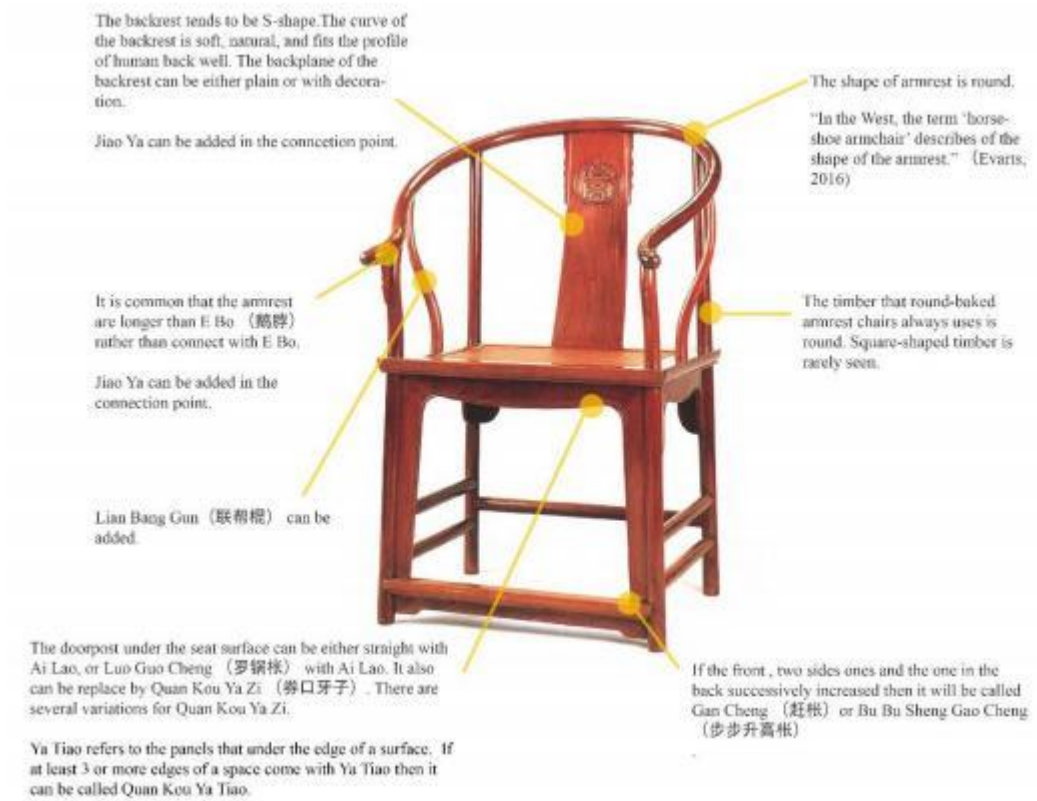 The backrest tends to be S-shape.The curve of
the backrest is soft, natural, and fits the profile
of human back well. The backplane of the
backrest can be either plain or with decora-
tion.
Jiao Ya can be added in the conncetion point.
The shape of armrest is round.
“In the West, the term ‘horse-
shoe armchair’ describes of the
shape of the armrest.” (Evarts,
2016)
It is common that the armrest
are longer than E Bo （鹅脖）
rather than connect with E Bo.
Jiao Ya can be added in the
connection point.
The timber that round-baked
armrest chairs always uses is
round. Square-shaped timber is
rarely seen.
Lian Bang Gun （联帮棍） can be
added.
The doorpost under the seat surface can be either straight with
Ai Lao, or Luo Guo Cheng （罗锅枨） with Ai Lao. It also
can be replace by Quan Kou Ya Zi （券口牙子）. There are
several variations for Quan Kou Ya Zi.
Ya Tiao refers to the panels that under the edge of a surface. If
at least 3 or more edges of a space come with Ya Tiao then it
can be called Quan Kou Ya Tiao.
If the front , two sides ones and the one in the
back successively increased then it will be called
Gan Cheng （赶枨） or Bu Bu Sheng Gao Cheng
（步步升高枨）